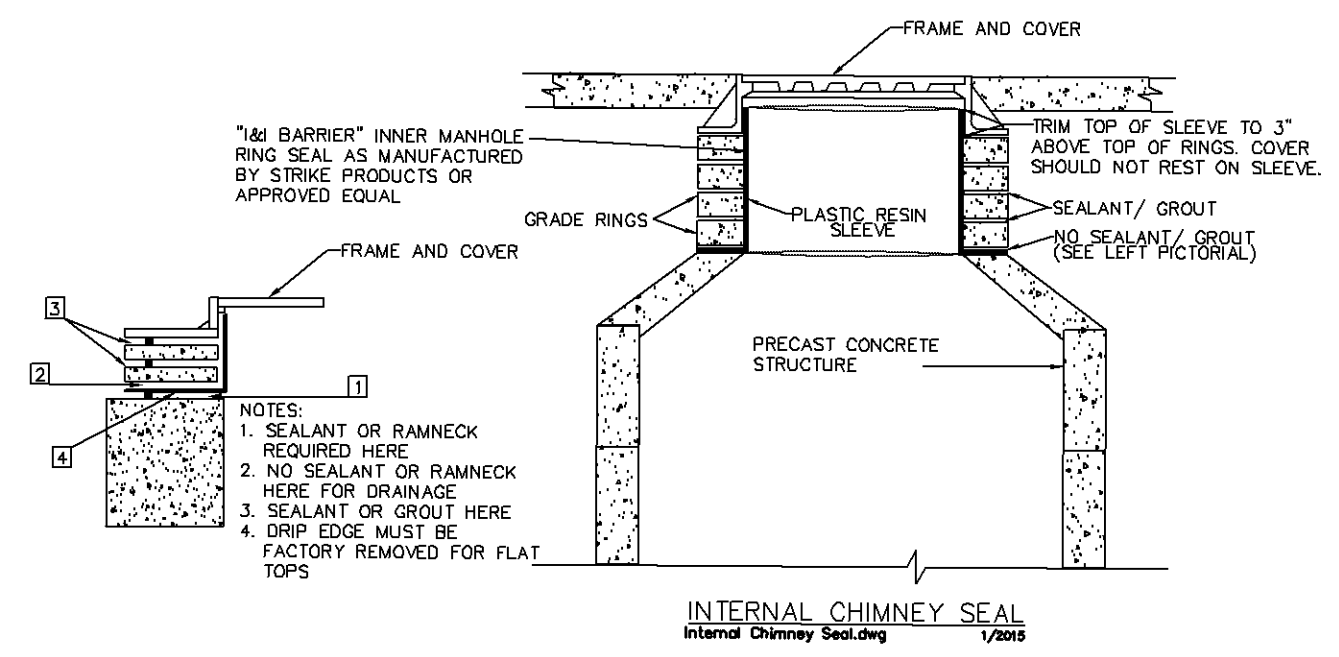 FRAME AND COVER
"I&I BARRIER" INNER MANHOLE
RING SEAL AS MANUFACTURED
BY STRIKE PRODUCTS OR
APPROVED EQUAL
TRIM TOP OF SLEEVE TO 3"
ABOVE TOP OF RINGS. COVER
SHOULD NOT REST ON SLEEVE.
GRADE RINGS
PLASTIC RESIN
SLEEVE
SEALANT/ GROUT
NO SEALANT/ GROUT
(SEE LEFT PICTORIAL)
FRAME AND COVER
3
2
1
4
PRECAST CONCRETE
STRUCTURE
NOTES:
1. SEALANT OR RAMNECK
REQUIRED HERE
2. NO SEALANT OR RAMNECK
HERE FOR DRAINAGE
3. SEALANT OR GROUT HERE
4. DRIP EDGE MUST BE
FACTORY REMOVED FOR FLAT
TOPS
INTERNAL CHIMNEY SEAL
Internal Chimney Seal.dwg 1/2015